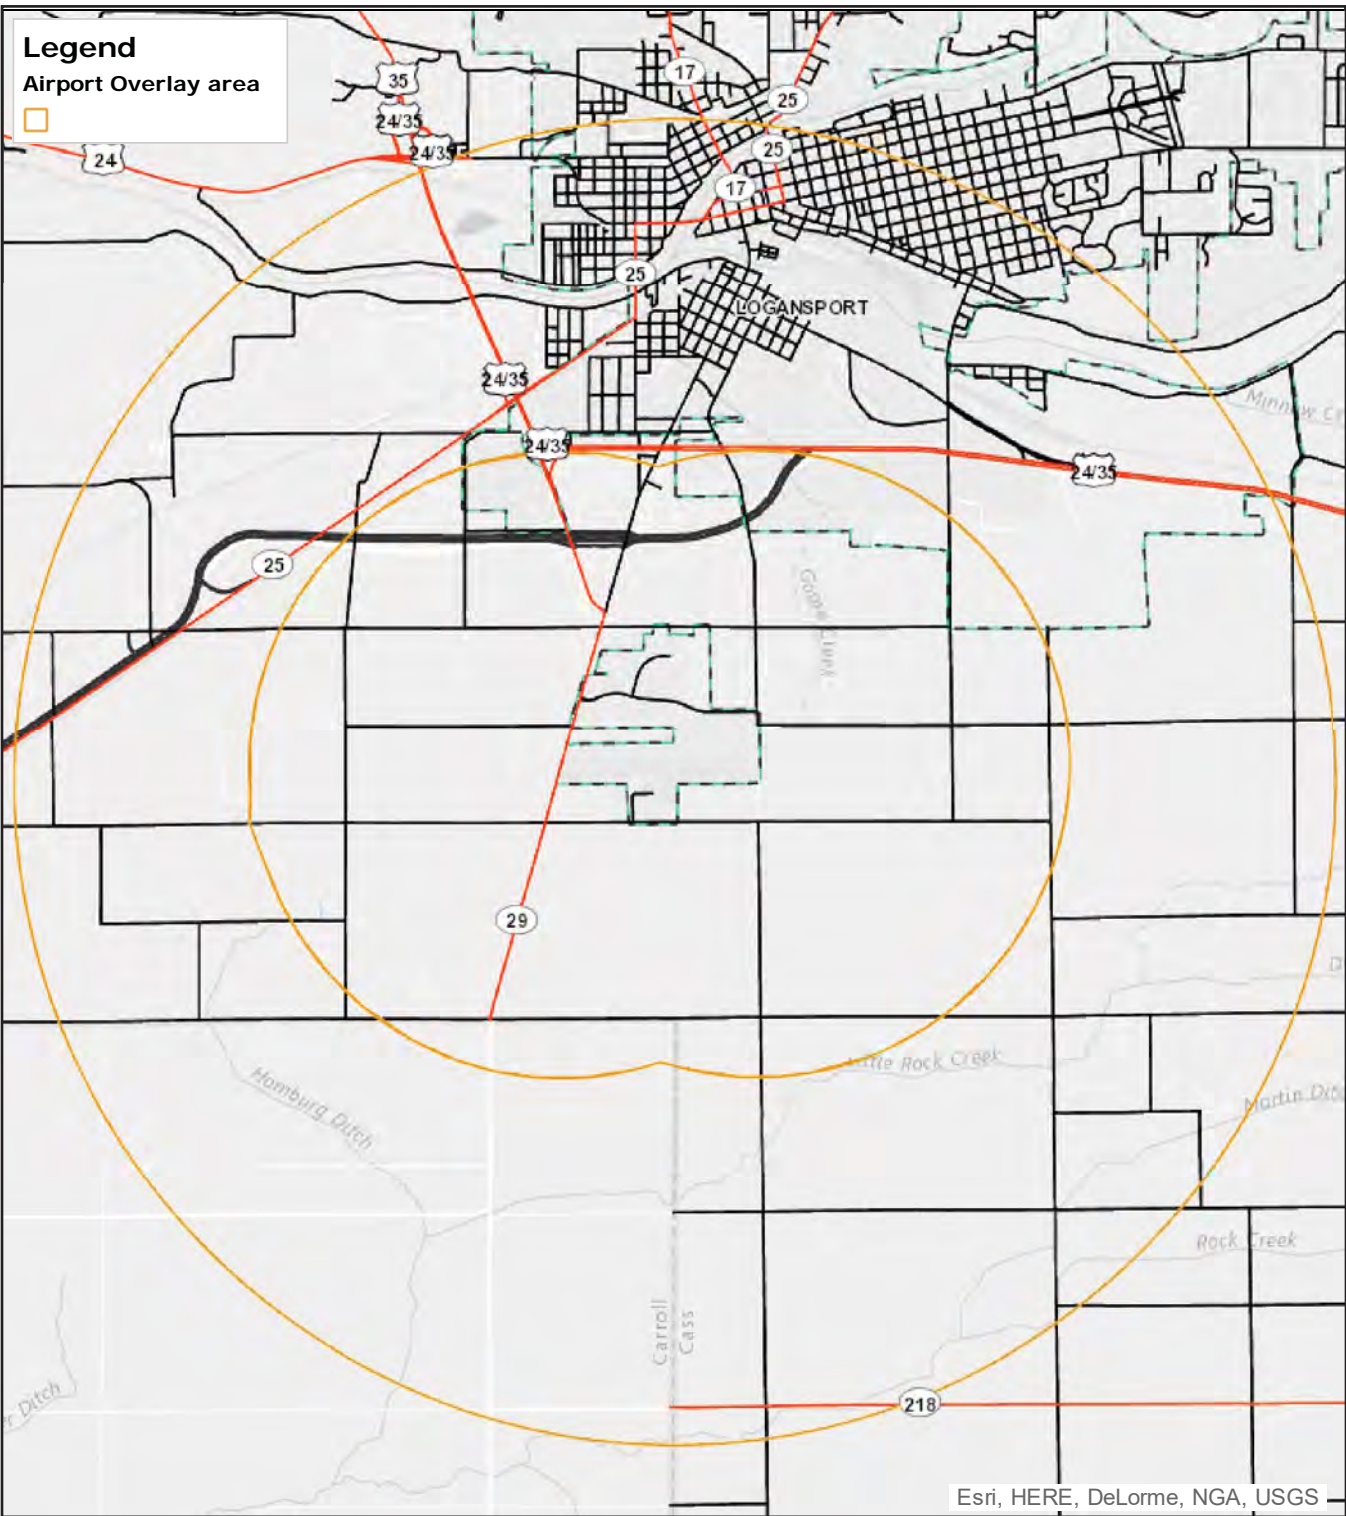 Legend
Airport Overlay area
35
24/35
24/35
24
17
25
25
17
25
LOGANSPORT
24/35
24/35
24/35
25
Goose Creek
29
Little Rock Creek
Homburg Ditch
Martin
Rock Creek
Carroll
Cass
Ditch
218
Esri, HERE, DeLorme, NGA, USGS